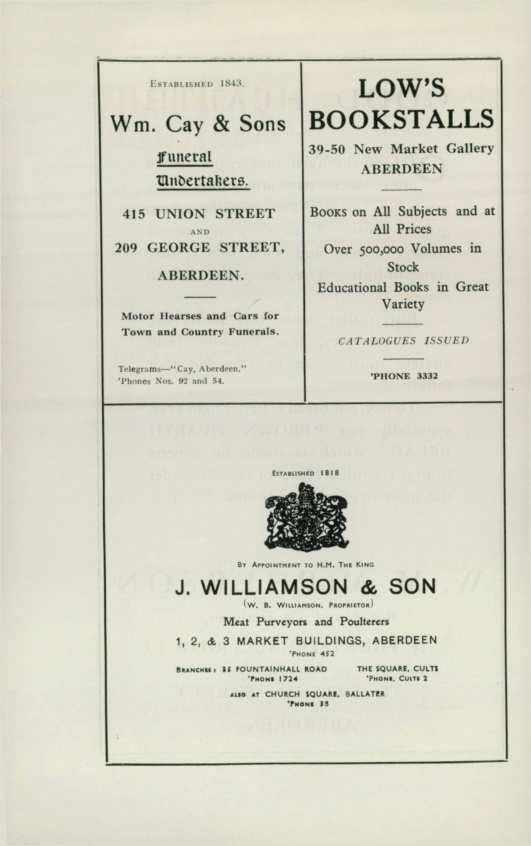 ESTABLISHED 1843.
Wm. Cay & Sons
Funeral
Undertakers.
415 UNION STREET
AND
209 GEORGE STREET,
ABERDEEN.
Motor Hearses and Cars for
Town and Country Funerals.
Telegrams—"Cay, Aberdeen."
'Phones Nos. 92 and 54.
LOW'S
BOOKSTALLS
39-50 New Market Gallery
ABERDEEN
BOOKS on All Subjects and at
All Prices
Over 500,000 Volumes in
Stock
Educational Books in Great
Variety
CATALOGUES ISSUED
'PHONE 3332
ESTABLISHED 1818
BY APPOINTMENT TO H.M. THE KING
J. WILLIAMSON & SON
(W. B. WILLIAMSON, PROPRIETOR)
Meat Purveyors and Poulterers
1, 2, & 3 MARKET BUILDINGS, ABERDEEN
'PHONE 452
BRANCHES: 35 FOUNTAINHALL ROAD THE SQUARE, CULTS
'PHONE 1724 'PHONE, CULTS 2
ALSO AT CHURCH SQUARE, BALLATER
'PHONE 35